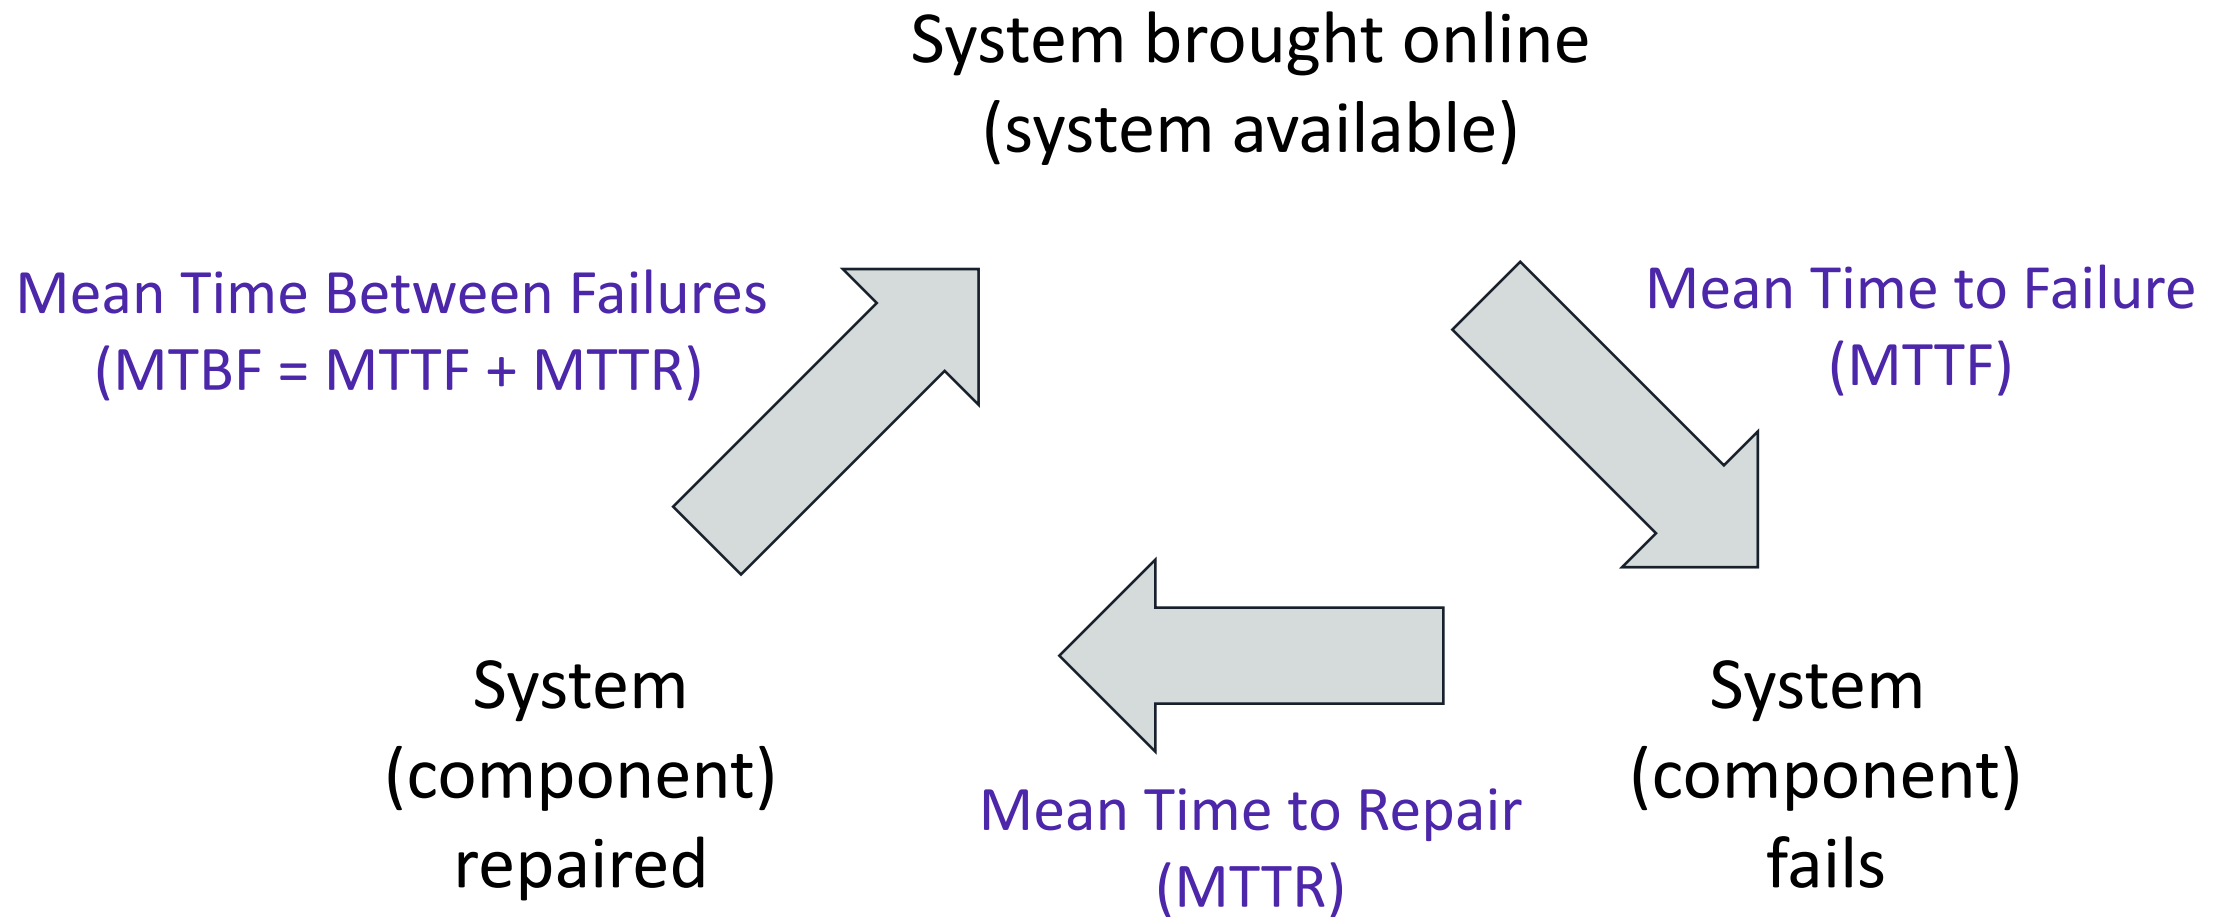 System brought online
(system available)
Mean Time Between Failures
(MTBF = MTTF + MTTR)
Mean Time to Failure
(MTTF)
System
(component)
repaired
Mean Time to Repair
(MTTR)
System
(component)
fails